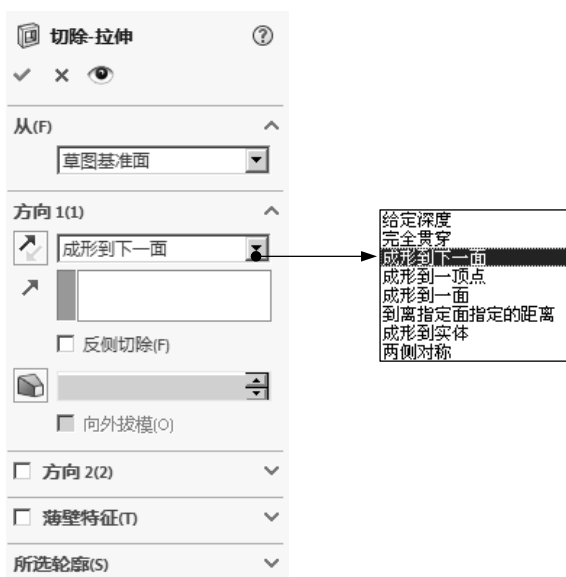 切除-拉伸
从(F)
草图基准面
方向 1(1)
成形到下一面
反侧切除(F)
向外拔模(O)
方向 2(2)
薄壁特征(T)
所选轮廓(S)
给定深度
完全贯穿
成形到下一面
成形到一顶点
成形到一面
到离指定面指定的距离
成形到实体
两侧对称